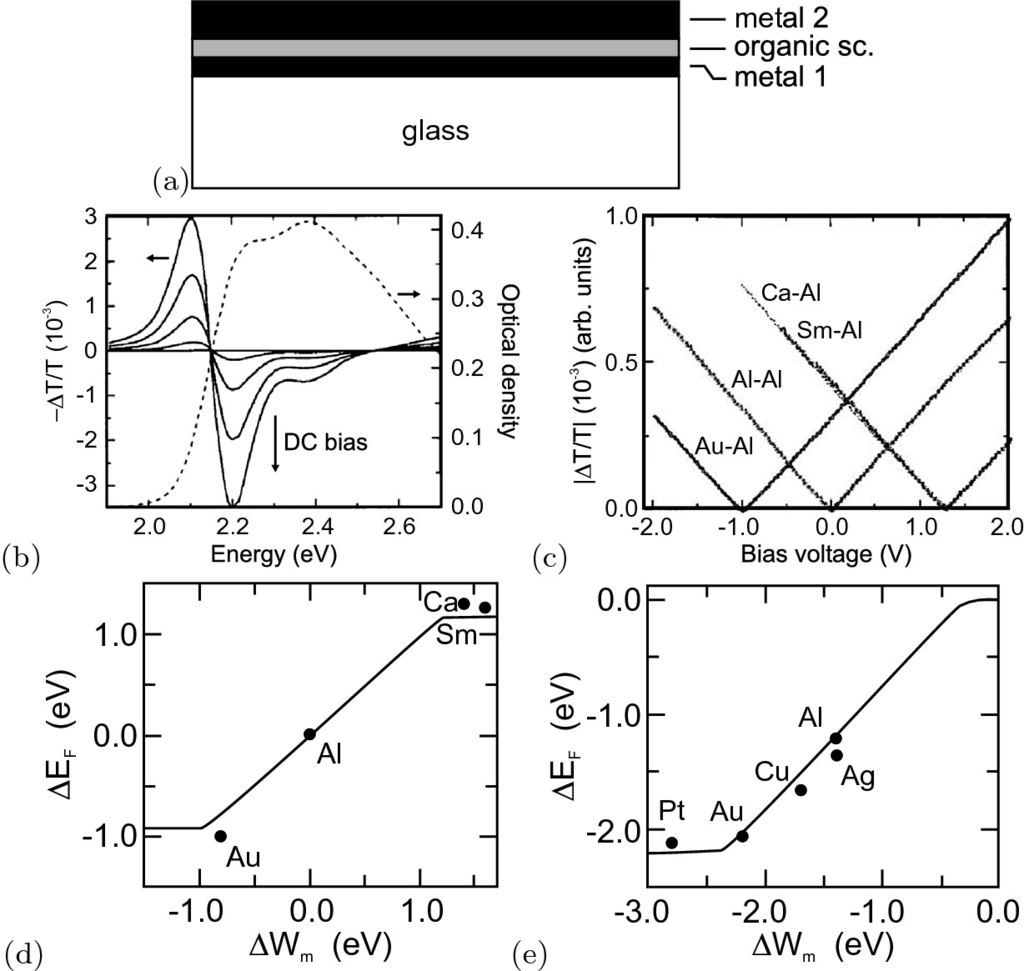 metal 2
organic sc.
metal 1
glass
(a)
3
2
1
0
-1
-2
-3
−ΔT/T (10⁻³)
0.4
0.3
0.2
0.1
0.0
Optical density
DC bias
2.0 2.2 2.4 2.6
Energy (eV)
(b)
1.0
0.5
0.0
|ΔT/T| (10⁻³) (arb. units)
Ca-Al
Sm-Al
Al-Al
Au-Al
-2.0 -1.0 0.0 1.0 2.0
Bias voltage (V)
(c)
1.0
0.0
-1.0
ΔE_F (eV)
Ca
Sm
Al
Au
-1.0 0.0 1.0
ΔW_m (eV)
(d)
0.0
-1.0
-2.0
ΔE_F (eV)
Al
Ag
Cu
Au
Pt
-3.0 -2.0 -1.0 0.0
ΔW_m (eV)
(e)